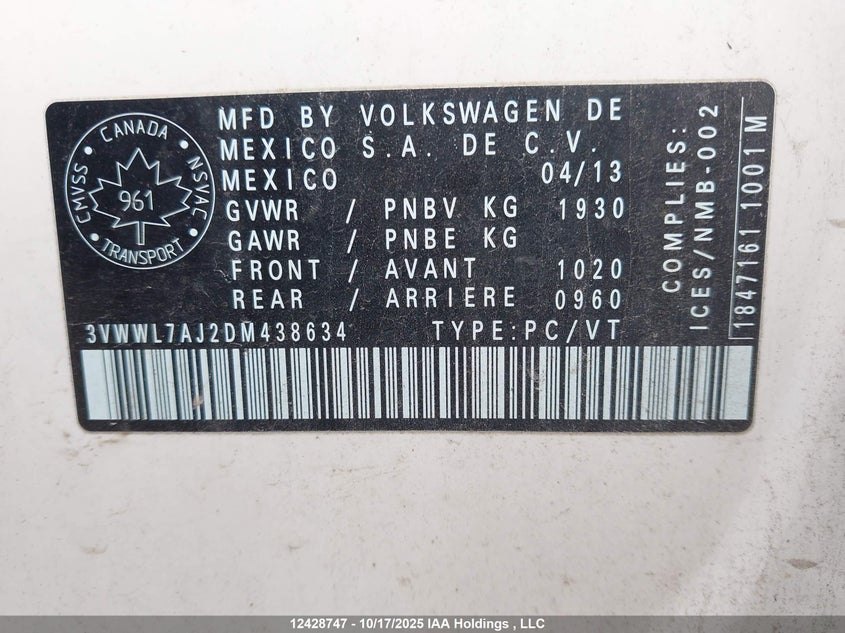 CANADA
CMVSS
NSVAC
961
TRANSPORT
MFD BY VOLKSWAGEN DE
MEXICO S.A. DE C.V.
MEXICO 04/13
GVWR / PNBV KG 1930
GAWR / PNBE KG
FRONT / AVANT 1020
REAR / ARRIERE 0960
3VWWL7AJ2DM438634 TYPE:PC/VT
COMPLIES:
ICES/NMB-002
18471611001M
12428747 - 10/17/2025 IAA Holdings , LLC